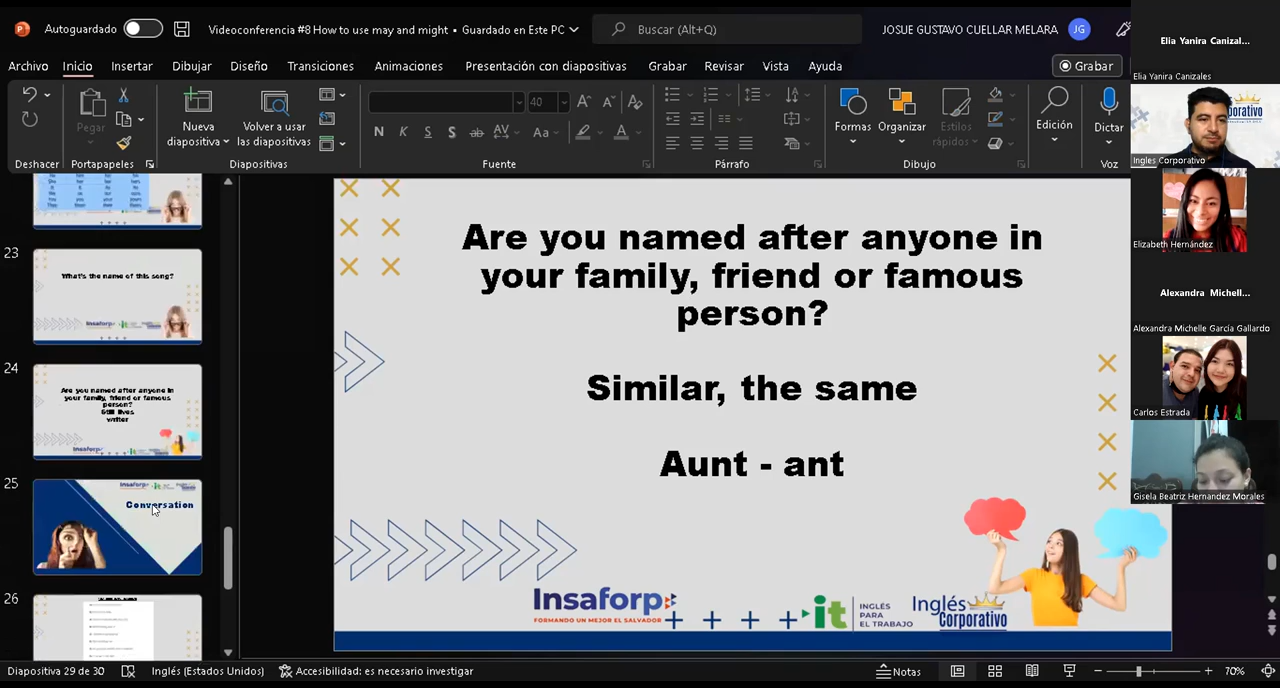 Autoguardado
Videoconferencia #8 How to use may and might • Guardado en Este PC
Buscar (Alt+Q)
JOSUE GUSTAVO CUELLAR MELARA
JG
Archivo
Inicio
Insertar
Dibujar
Diseño
Transiciones
Animaciones
Presentación con diapositivas
Grabar
Revisar
Vista
Ayuda
Grabar
Pegar
Nueva diapositiva
Volver a usar las diapositivas
40
N K S S ab AV Aa A
Formas
Organizar
Estilos rápidos
Edición
Dictar
Deshacer
Portapapeles
Diapositivas
Fuente
Párrafo
Dibujo
Voz
23
What's the name of this song?
24
Are you named after anyone in
your family, friend or famous
person?
Still lives
writer
25
Conversation
26
Are you named after anyone in
your family, friend or famous
person?
Similar, the same
Aunt - ant
Insaforp
FORMANDO UN MEJOR EL SALVADOR
it
INGLÉS
PARA
EL TRABAJO
Inglés
Corporativo
Elia Yanira Canizal...
Elia Yanira Canizales
Corporativo
Ingles Corporativo
Elizabeth Hernández
Alexandra Michell...
Alexandra Michelle García Gallardo
Carlos Estrada
Gisela Beatriz Hernandez Morales
Diapositiva 29 de 30
Inglés (Estados Unidos)
Accesibilidad: es necesario investigar
Notas
70%